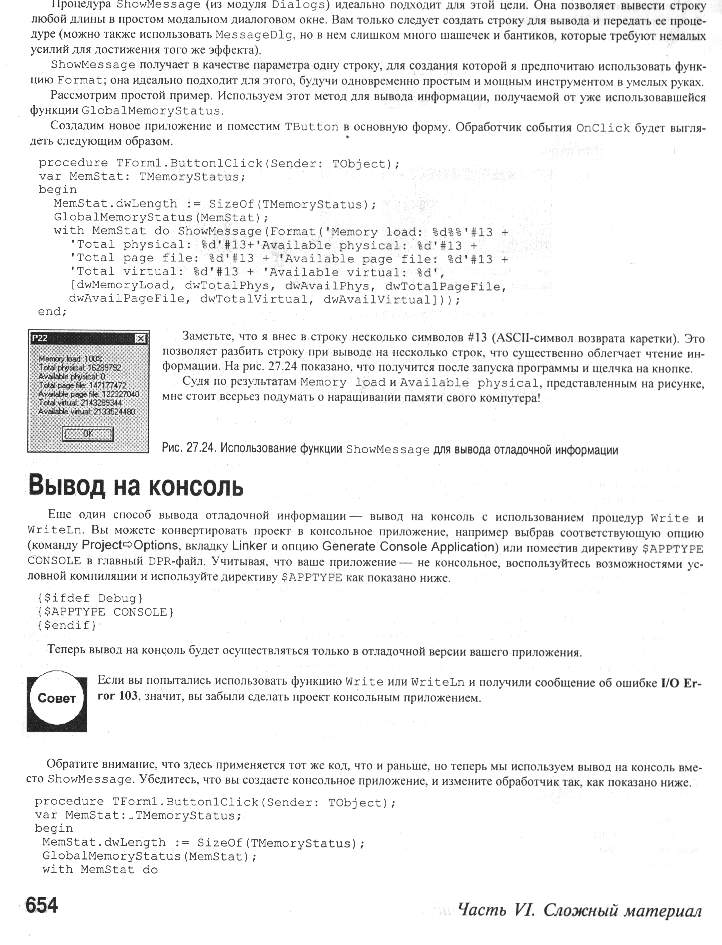 Процедура ShowMessage (из модуля Dialogs) идеально подходит для этой цели. Она позволяет вывести строку
любой длины в простом модальном диалоговом окне. Вам только следует создать строку для вывода и передать ее проце-
дуре (можно также использовать MessageDlg, но в нем слишком много шашечек и бантиков, которые требуют немалых
усилий для достижения того же эффекта).
ShowMessage получает в качестве параметра одну строку, для создания которой я предпочитаю использовать функ-
цию Format; она идеально подходит для этого, будучи одновременно простым и мощным инструментом в умелых руках.
Рассмотрим простой пример. Используем этот метод для вывода информации, получаемой от уже использовавшейся
функции GlobalMemoryStatus.
Создадим новое приложение и поместим TButton в основную форму. Обработчик события OnClick будет выгля-
деть следующим образом.
procedure TForm1.Button1Click(Sender: TObject);
var MemStat: TMemoryStatus;
begin
MemStat.dwLength := SizeOf(TMemoryStatus);
GlobalMemoryStatus(MemStat);
with MemStat do ShowMessage(Format('Memory load: %d%%'#13 +
'Total physical: %d'#13+'Available physical: %d'#13 +
'Total page file: %d'#13 + 'Available page file: %d'#13 +
'Total virtual: %d'#13 + 'Available virtual: %d',
[dwMemoryLoad, dwTotalPhys, dwAvailPhys, dwTotalPageFile,
dwAvailPageFile, dwTotalVirtual, dwAvailVirtual]));
end;
P22
Memory load: 100%
Total physical: 16289792
Available physical: 0
Total page file: 147177472
Available page file: 122327040
Total virtual: 2143289344
Available virtual: 2133524480
OK
Заметьте, что я внес в строку несколько символов #13 (ASCII-символ возврата каретки). Это
позволяет разбить строку при выводе на несколько строк, что существенно облегчает чтение ин-
формации. На рис. 27.24 показано, что получится после запуска программы и щелчка на кнопке.
Судя по результатам Memory load и Available physical, представленным на рисунке,
мне стоит всерьез подумать о наращивании памяти своего компутера!
Рис. 27.24. Использование функции ShowMessage для вывода отладочной информации
Вывод на консоль
Еще один способ вывода отладочной информации — вывод на консоль с использованием процедур Write и
WriteLn. Вы можете конвертировать проект в консольное приложение, например выбрав соответствующую опцию
(команду Project⇨Options, вкладку Linker и опцию Generate Console Application) или поместив директиву $APPTYPE
CONSOLE в главный DPR-файл. Учитывая, что ваше приложение — не консольное, воспользуйтесь возможностями ус-
ловной компиляции и используйте директиву $APPTYPE как показано ниже.
{$ifdef Debug}
{$APPTYPE CONSOLE}
{$endif}
Теперь вывод на консоль будет осуществляться только в отладочной версии вашего приложения.
Совет
Если вы попытались использовать функцию Write или WriteLn и получили сообщение об ошибке I/O Er-
ror 103, значит, вы забыли сделать проект консольным приложением.
Обратите внимание, что здесь применяется тот же код, что и раньше, но теперь мы используем вывод на консоль вме-
сто ShowMessage. Убедитесь, что вы создаете консольное приложение, и измените обработчик так, как показано ниже.
procedure TForm1.Button1Click(Sender: TObject);
var MemStat: TMemoryStatus;
begin
MemStat.dwLength := SizeOf(TMemoryStatus);
GlobalMemoryStatus(MemStat);
with MemStat do
654
Часть VI. Сложный материал